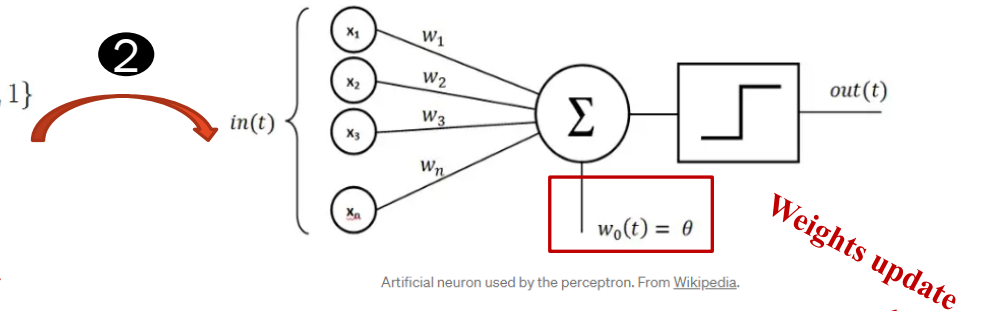 2
, 1}
in(t)
x₁
x₂
x₃
xₙ
w₁
w₂
w₃
wₙ
Σ
w₀(t) = θ
out(t)
Weights update
Artificial neuron used by the perceptron. From Wikipedia.